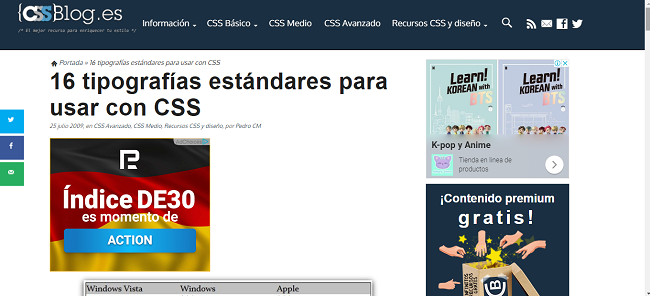 {CSSBlog.es
/* El mejor recurso para enriquecer tu estilo */
Información
CSS Básico
CSS Medio
CSS Avanzado
Recursos CSS y diseño
Portada » 16 tipografías estándares para usar con CSS
16 tipografías estándares para
usar con CSS
25 julio 2009, en CSS Avanzado, CSS Medio, Recursos CSS y diseño, por Pedro CM
Índice DE30
es momento de
ACTION
Windows Vista
Windows
Apple
Learn!
KOREAN with
BTS
Learn!
KOREAN with
BTS
K-pop y Anime
Tienda en línea de
productos
¡Contenido premium
gratis!